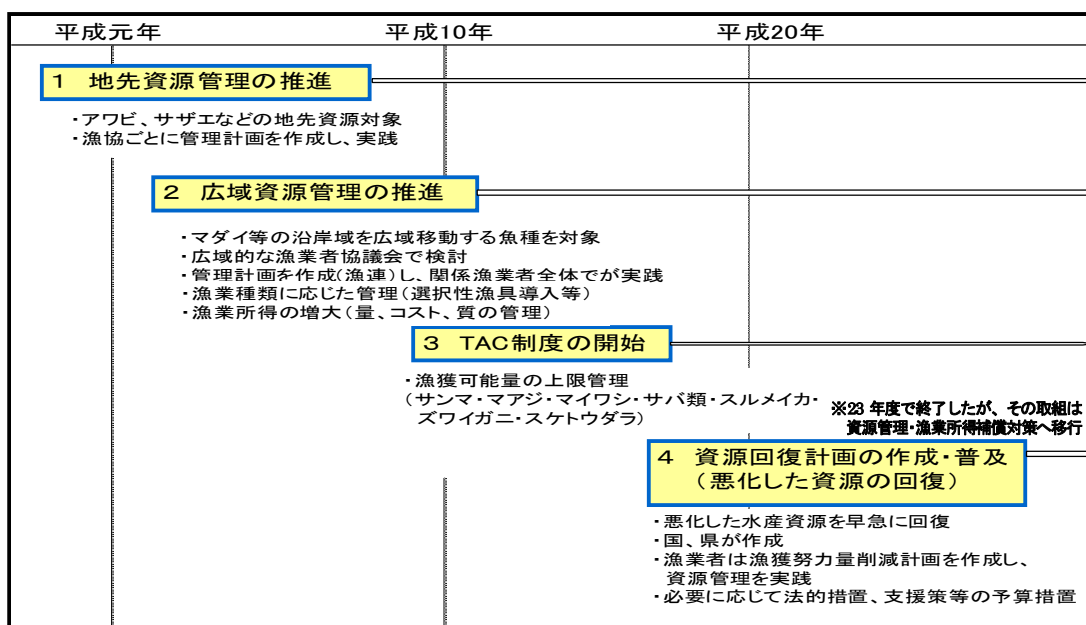 平成元年 平成10年 平成20年
1 地先資源管理の推進
・アワビ、サザエなどの地先資源対象
・漁協ごとに管理計画を作成し、実践
2 広域資源管理の推進
・マダイ等の沿岸域を広域移動する魚種を対象
・広域的な漁業者協議会で検討
・管理計画を作成(漁連)し、関係漁業者全体でが実践
・漁業種類に応じた管理(選択性漁具導入等)
・漁業所得の増大(量、コスト、質の管理)
3 TAC制度の開始
・漁獲可能量の上限管理
(サンマ・マアジ・マイワシ・サバ類・スルメイカ・
ズワイガニ・スケトウダラ)
※23 年度で終了したが、その取組は
資源管理・漁業所得補償対策へ移行
4 資源回復計画の作成・普及
(悪化した資源の回復)
・悪化した水産資源を早急に回復
・国、県が作成
・漁業者は漁獲努力量削減計画を作成し、
資源管理を実践
・必要に応じて法的措置、支援策等の予算措置